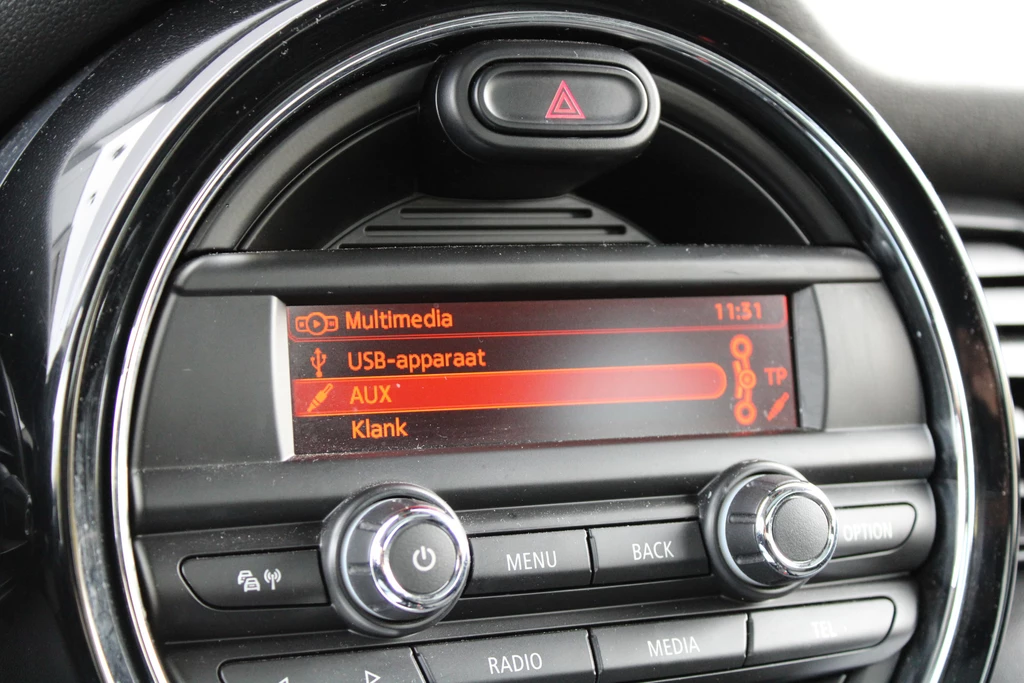 Multimedia 11:31
USB-apparaat
AUX TP
Klank
MENU BACK OPTION
RADIO MEDIA TEL